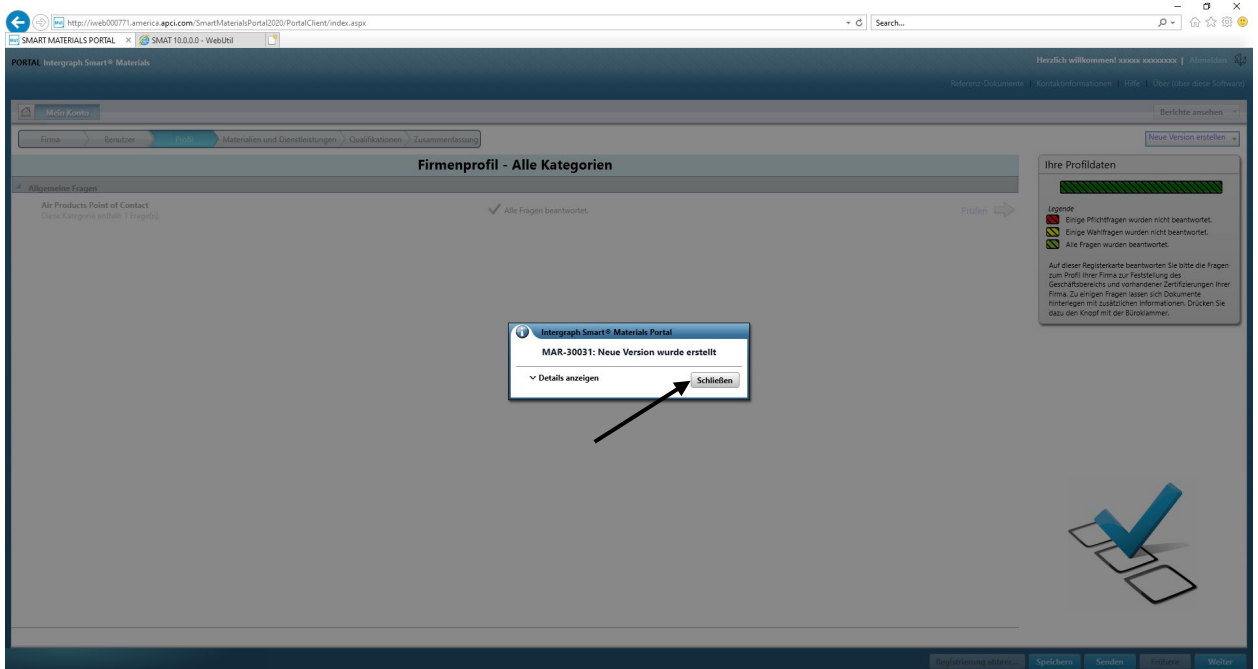 http://iweb000771.america.apci.com/SmartMaterialsPortal2020/PortalClient/index.aspx
Search...
SMART MATERIALS PORTAL
SMAT 10.0.0.0 - WebUtil
PORTAL Intergraph Smart® Materials
Herzlich willkommen! xxxxx xxxxxxxx | Abmelden
Referenz-Dokumente | Kontaktinformationen | Hilfe | Über (über diese Software)
Mein Konto
Berichte ansehen
Firma Benutzer Profil Materialien und Dienstleistungen Qualifikationen Zusammenfassung
Neue Version erstellen
Firmenprofil - Alle Kategorien
Allgemeine Fragen
Air Products Point of Contact
Diese Kategorie enthält 1 Frage(n).
Alle Fragen beantwortet.
Prüfen
Ihre Profildaten
Legende
Einige Pflichtfragen wurden nicht beantwortet.
Einige Wahlfragen wurden nicht beantwortet.
Alle Fragen wurden beantwortet.
Auf dieser Registerkarte beantworten Sie bitte die Fragen
zum Profil Ihrer Firma zur Feststellung des
Geschäftsbereichs und vorhandener Zertifizierungen Ihrer
Firma. Zu einigen Fragen lassen sich Dokumente
hinterlegen mit zusätzlichen Informationen. Drücken Sie
dazu den Knopf mit der Büroklammer.
Intergraph Smart® Materials Portal
MAR-30031: Neue Version wurde erstellt
Details anzeigen
Schließen
Registrierung abbrec...
Speichern
Senden
Weiter